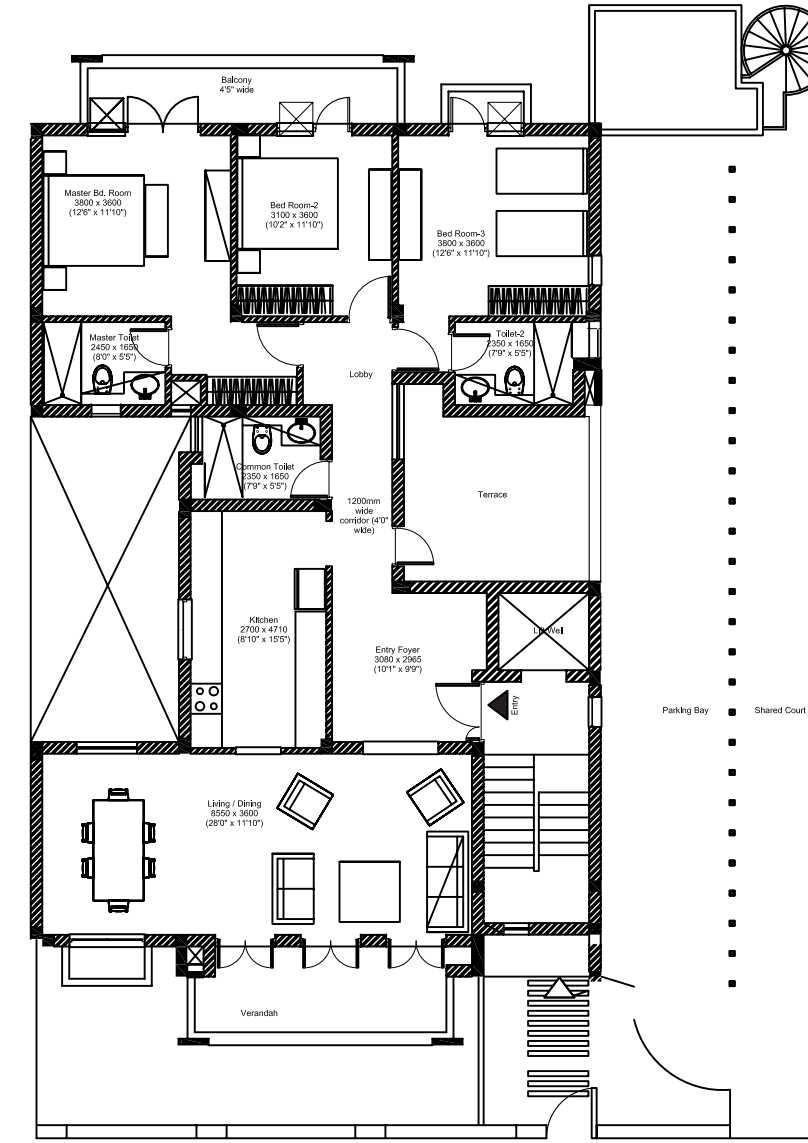 Balcony
4'5" wide
Master Bd. Room
3800 x 3600
(12'6" x 11'10")
Bed Room-2
3100 x 3600
(10'2" x 11'10")
Bed Room-3
3800 x 3600
(12'6" x 11'10")
Master Toilet
2450 x 1650
(8'0" x 5'5")
Toilet-2
2350 x 1650
(7'9" x 5'5")
Lobby
Common Toilet
2350 x 1650
(7'9" x 5'5")
1200mm
wide
corridor (4'0"
wide)
Terrace
Kitchen
2700 x 4710
(8'10" x 15'5")
Entry Foyer
3080 x 2965
(10'1" x 9'9")
Lift Well
Entry
Parking Bay
Shared Court
Living / Dining
8550 x 3600
(28'0" x 11'10")
Verandah